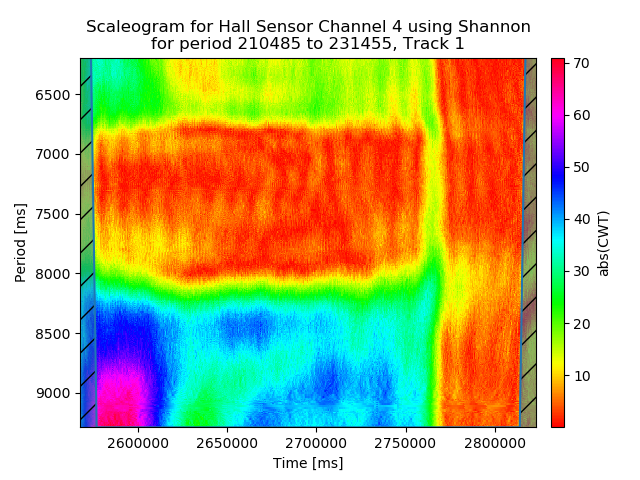 Scaleogram for Hall Sensor Channel 4 using Shannon
for period 210485 to 231455, Track 1
6500
7000
7500
8000
8500
9000
Period [ms]
2600000 2650000 2700000 2750000 2800000
Time [ms]
70
60
50
40
30
20
10
abs(CWT)